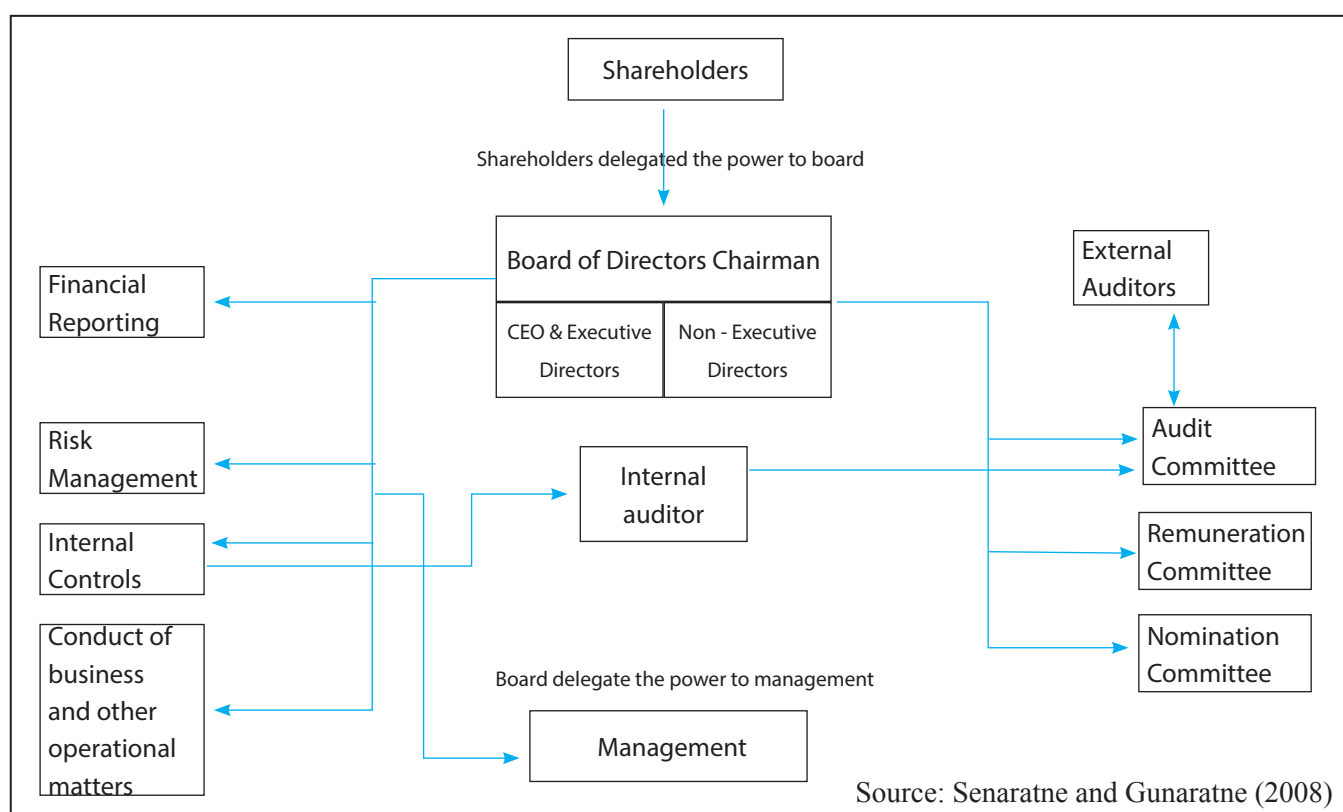 Shareholders
Shareholders delegated the power to board
Board of Directors Chairman
CEO & Executive
Directors
Non - Executive
Directors
External
Auditors
Financial
Reporting
Risk
Management
Internal
Controls
Conduct of
business
and other
operational
matters
Internal
auditor
Audit
Committee
Remuneration
Committee
Nomination
Committee
Board delegate the power to management
Management
Source: Senaratne and Gunaratne (2008)